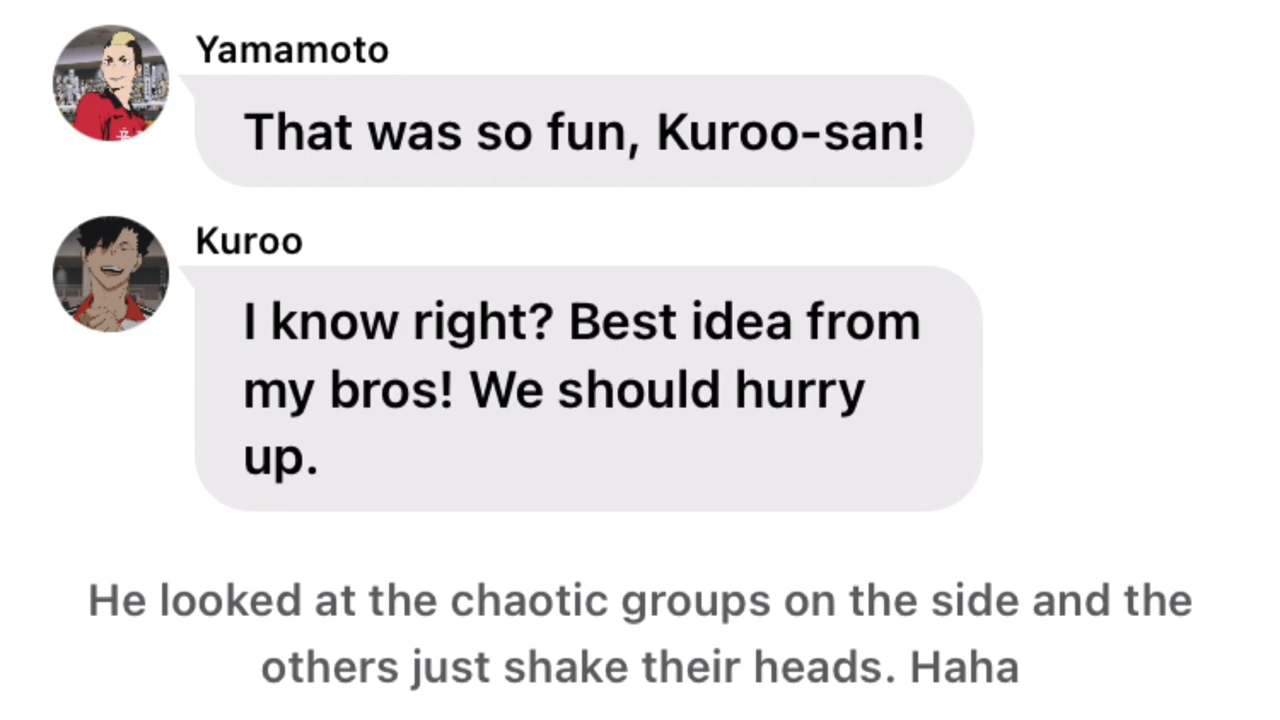 Yamamoto
That was so fun, Kuroo-san!
Kuroo
I know right? Best idea from
my bros! We should hurry
up.
He looked at the chaotic groups on the side and the
others just shake their heads. Haha